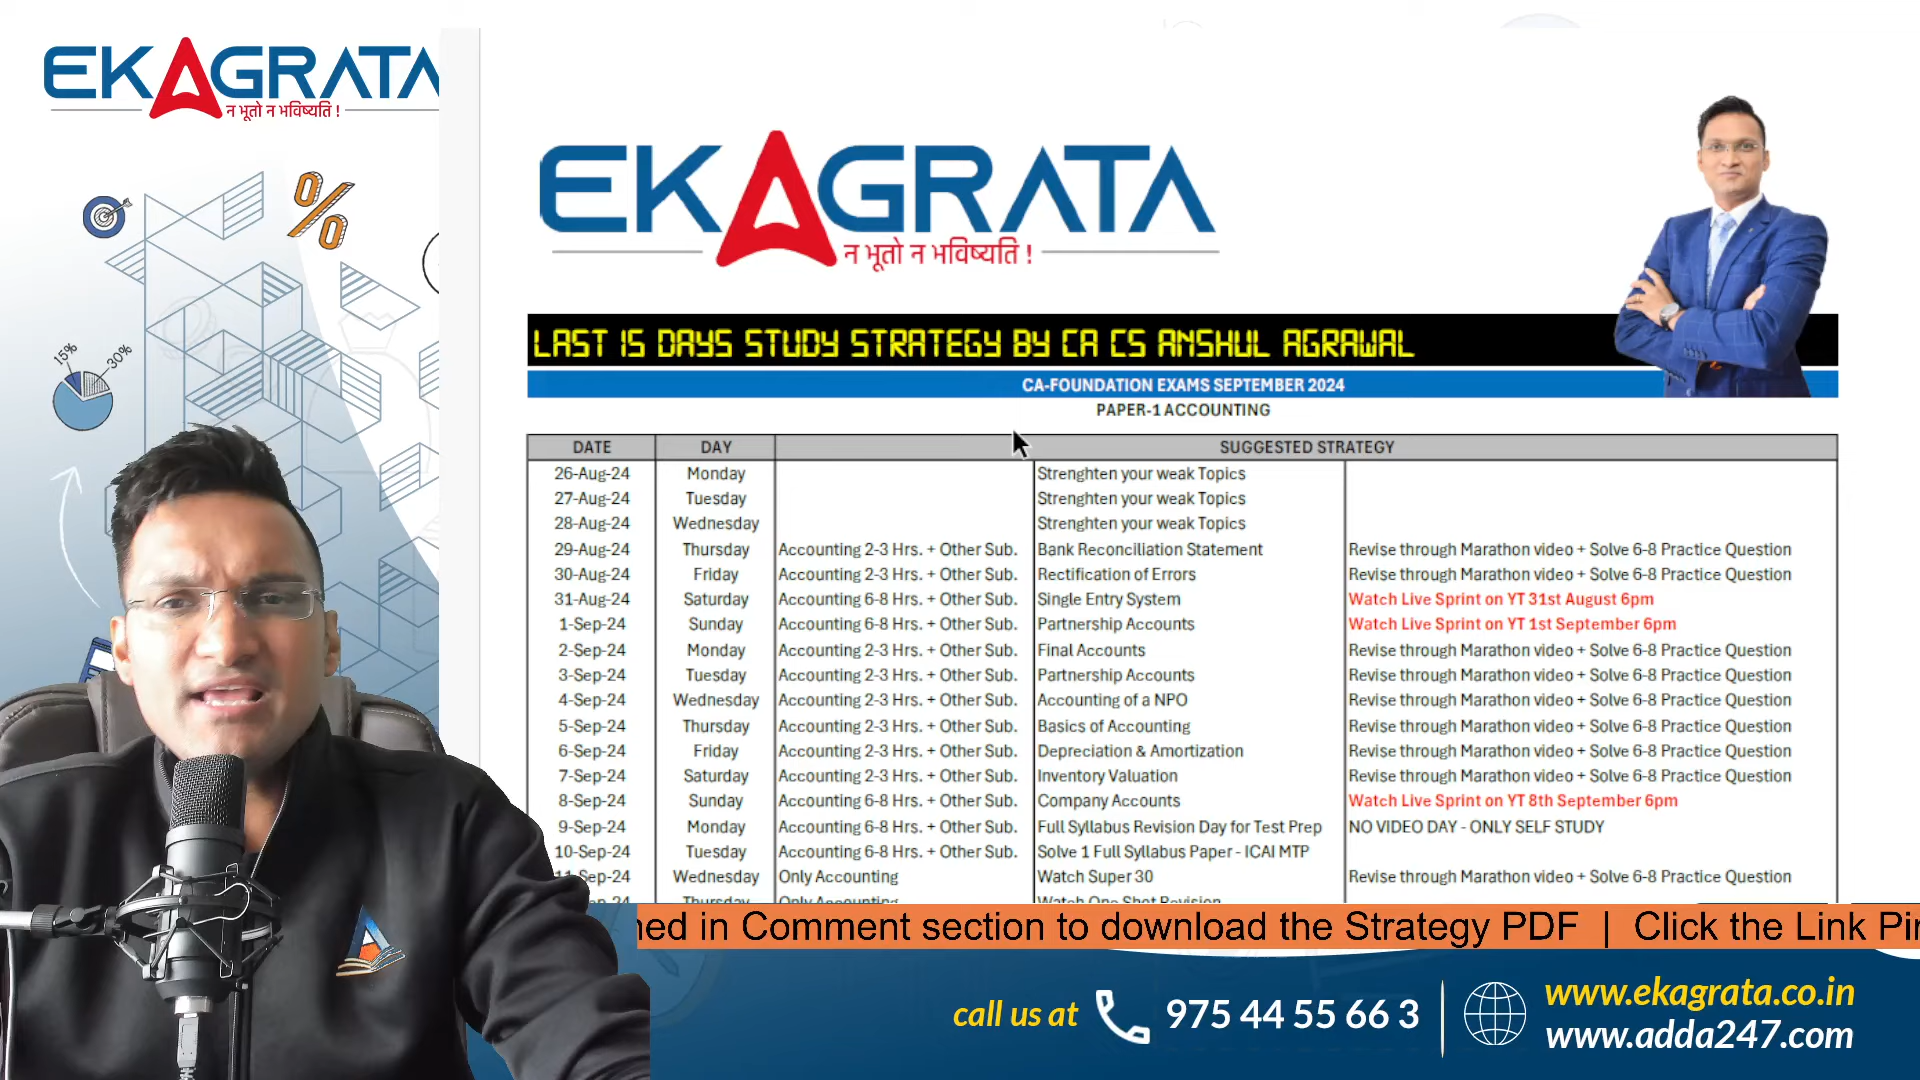 EKAGRATA
न भूतो न भविष्यति !
15%
30%
%
EKAGRATA
न भूतो न भविष्यति !
LAST 15 DAYS STUDY STRATEGY BY CA CS ANSHUL AGRAWAL
CA-FOUNDATION EXAMS SEPTEMBER 2024
PAPER-1 ACCOUNTING
DATE DAY SUGGESTED STRATEGY
26-Aug-24 Monday Strenghten your weak Topics
27-Aug-24 Tuesday Strenghten your weak Topics
28-Aug-24 Wednesday Strenghten your weak Topics
29-Aug-24 Thursday Accounting 2-3 Hrs. + Other Sub. Bank Reconciliation Statement Revise through Marathon video + Solve 6-8 Practice Question
30-Aug-24 Friday Accounting 2-3 Hrs. + Other Sub. Rectification of Errors Revise through Marathon video + Solve 6-8 Practice Question
31-Aug-24 Saturday Accounting 6-8 Hrs. + Other Sub. Single Entry System Watch Live Sprint on YT 31st August 6pm
1-Sep-24 Sunday Accounting 6-8 Hrs. + Other Sub. Partnership Accounts Watch Live Sprint on YT 1st September 6pm
2-Sep-24 Monday Accounting 2-3 Hrs. + Other Sub. Final Accounts Revise through Marathon video + Solve 6-8 Practice Question
3-Sep-24 Tuesday Accounting 2-3 Hrs. + Other Sub. Partnership Accounts Revise through Marathon video + Solve 6-8 Practice Question
4-Sep-24 Wednesday Accounting 2-3 Hrs. + Other Sub. Accounting of a NPO Revise through Marathon video + Solve 6-8 Practice Question
5-Sep-24 Thursday Accounting 2-3 Hrs. + Other Sub. Basics of Accounting Revise through Marathon video + Solve 6-8 Practice Question
6-Sep-24 Friday Accounting 2-3 Hrs. + Other Sub. Depreciation & Amortization Revise through Marathon video + Solve 6-8 Practice Question
7-Sep-24 Saturday Accounting 2-3 Hrs. + Other Sub. Inventory Valuation Revise through Marathon video + Solve 6-8 Practice Question
8-Sep-24 Sunday Accounting 6-8 Hrs. + Other Sub. Company Accounts Watch Live Sprint on YT 8th September 6pm
9-Sep-24 Monday Accounting 6-8 Hrs. + Other Sub. Full Syllabus Revision Day for Test Prep NO VIDEO DAY - ONLY SELF STUDY
10-Sep-24 Tuesday Accounting 6-8 Hrs. + Other Sub. Solve 1 Full Syllabus Paper - ICAI MTP
11-Sep-24 Wednesday Only Accounting Watch Super 30 Revise through Marathon video + Solve 6-8 Practice Question
Thursday Only Accounting Watch One Shot Revision
ned in Comment section to download the Strategy PDF | Click the Link Pin
call us at 975 44 55 66 3
www.ekagrata.co.in
www.adda247.com